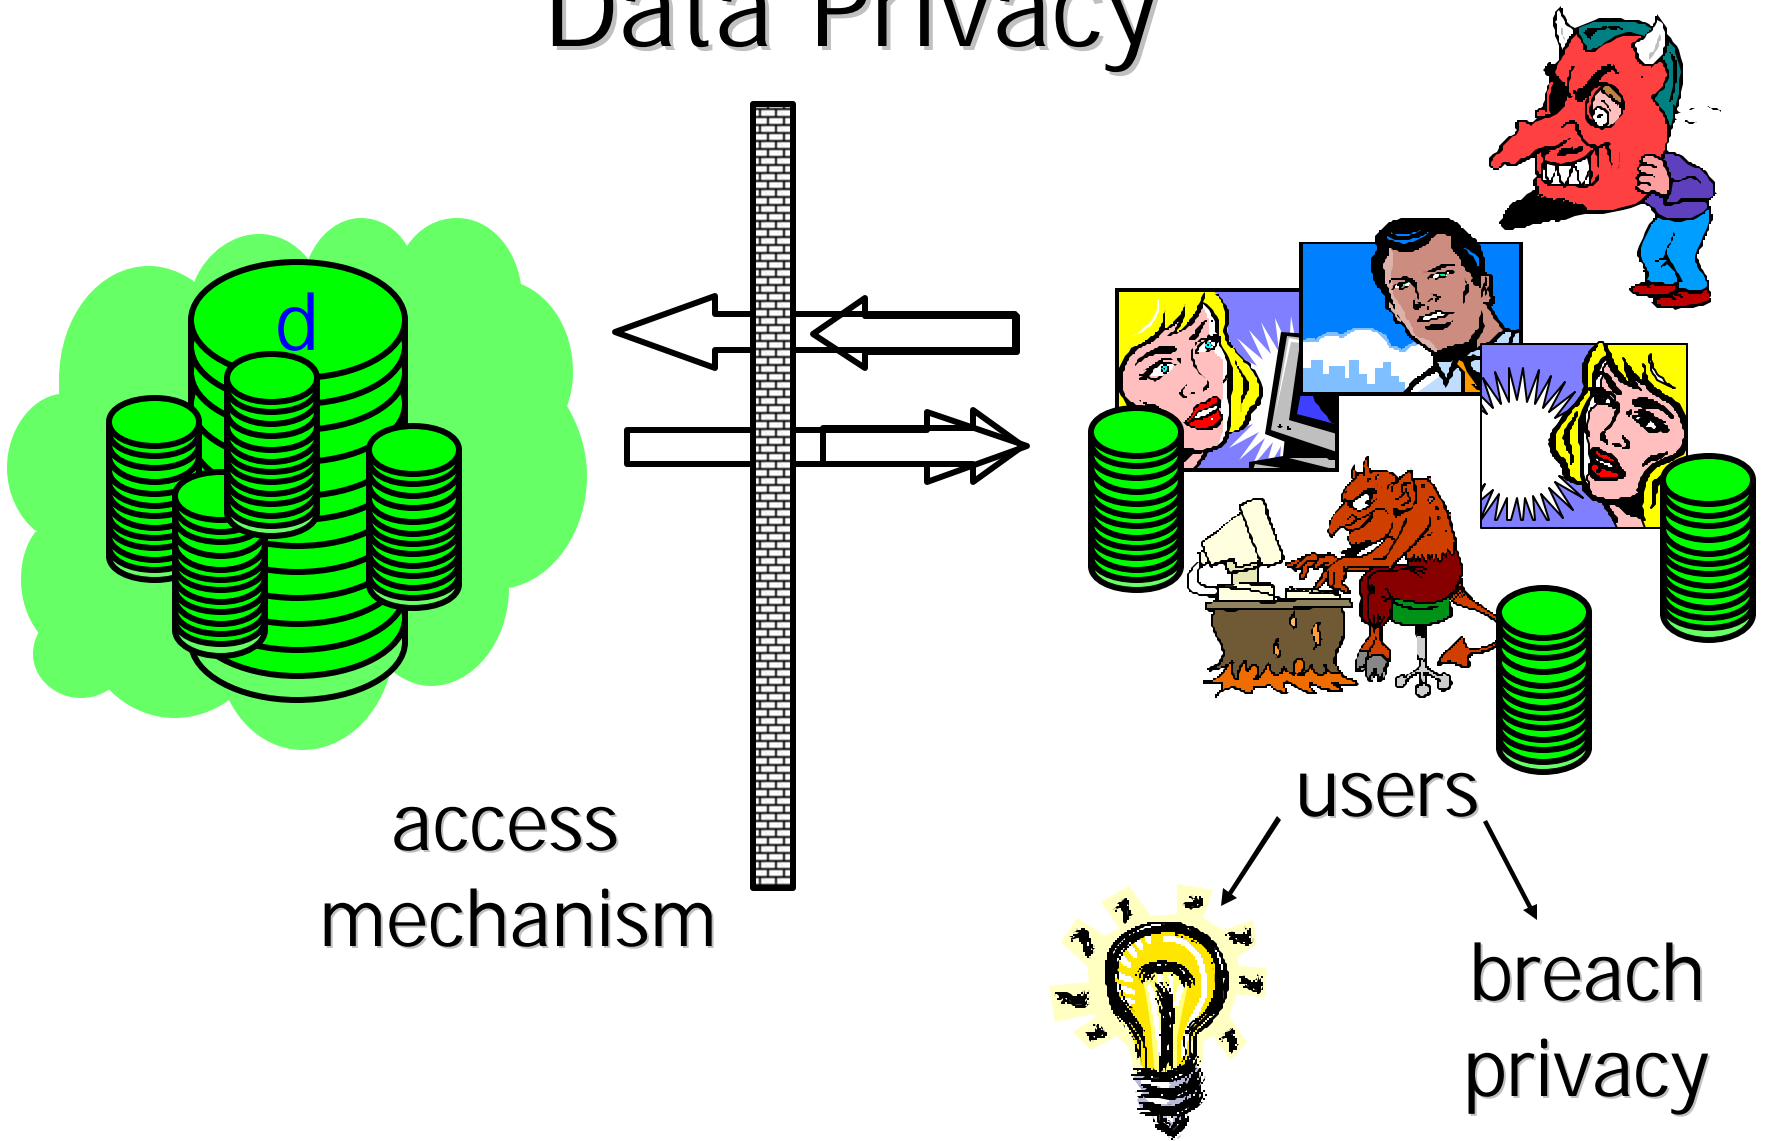 Data Privacy
d
access
mechanism
users
breach
privacy